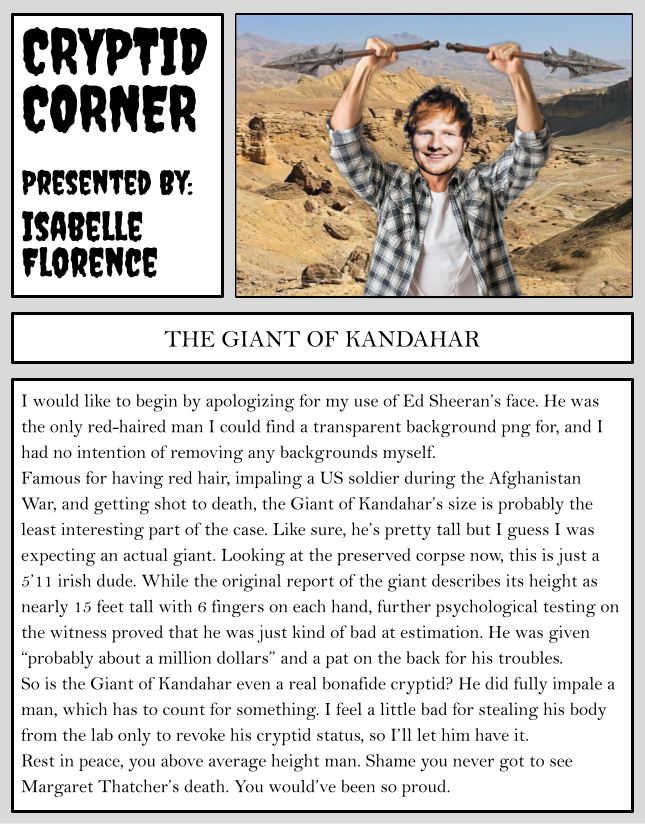 CRYPTID
CORNER
PRESENTED BY:
ISABELLE
FLORENCE
THE GIANT OF KANDAHAR
I would like to begin by apologizing for my use of Ed Sheeran's face. He was
the only red-haired man I could find a transparent background png for, and I
had no intention of removing any backgrounds myself.
Famous for having red hair, impaling a US soldier during the Afghanistan
War, and getting shot to death, the Giant of Kandahar's size is probably the
least interesting part of the case. Like sure, he's pretty tall but I guess I was
expecting an actual giant. Looking at the preserved corpse now, this is just a
5'11 irish dude. While the original report of the giant describes its height as
nearly 15 feet tall with 6 fingers on each hand, further psychological testing on
the witness proved that he was just kind of bad at estimation. He was given
“probably about a million dollars” and a pat on the back for his troubles.
So is the Giant of Kandahar even a real bonafide cryptid? He did fully impale a
man, which has to count for something. I feel a little bad for stealing his body
from the lab only to revoke his cryptid status, so I'll let him have it.
Rest in peace, you above average height man. Shame you never got to see
Margaret Thatcher's death. You would've been so proud.